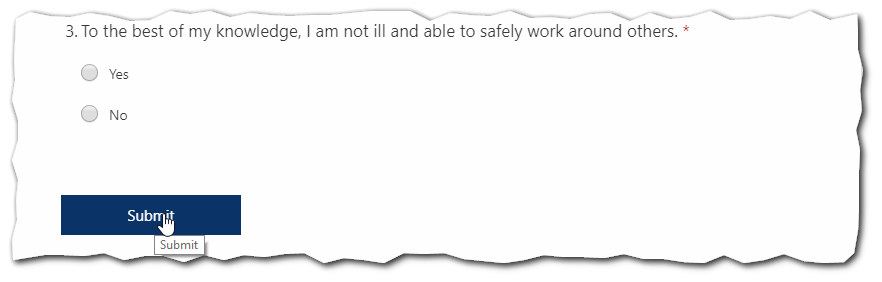 3. To the best of my knowledge, I am not ill and able to safely work around others. *
Yes
No
Submit
Submit